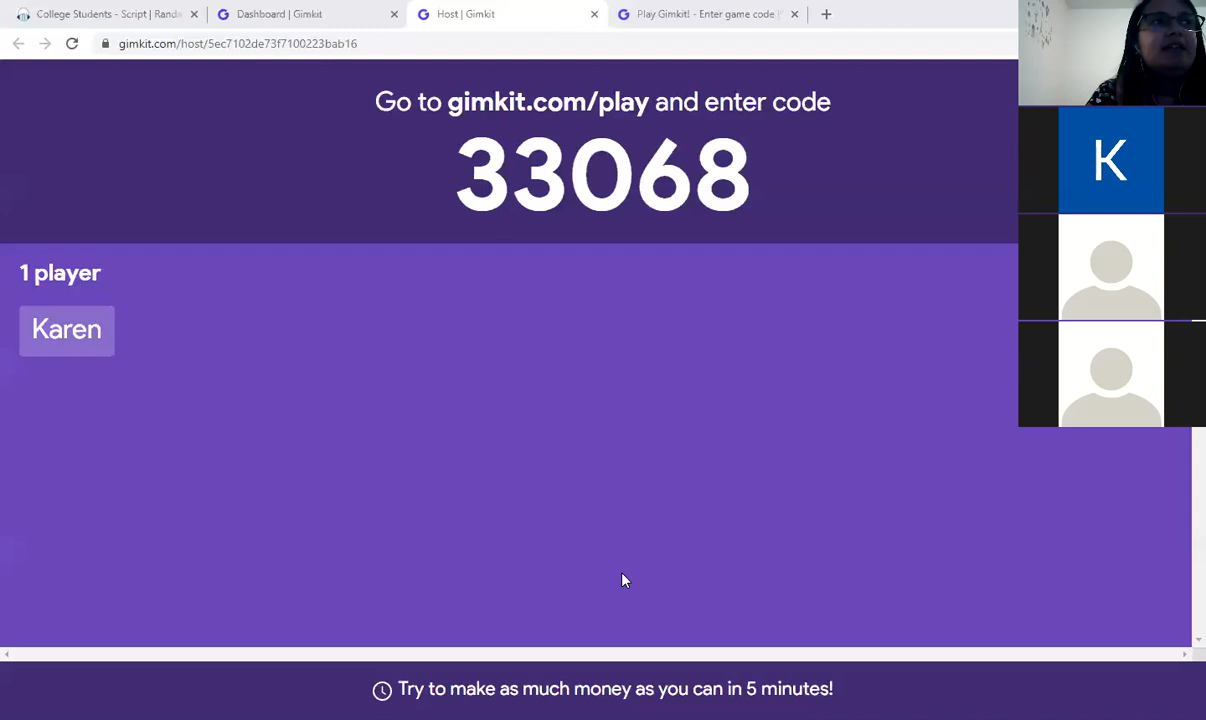 College Students - Script | Randa
Dashboard | Gimkit
Host | Gimkit
Play Gimkit! - Enter game code |
gimkit.com/host/5ec7102de73f7100223bab16
Go to gimkit.com/play and enter code
33068
1 player
Karen
K
Try to make as much money as you can in 5 minutes!